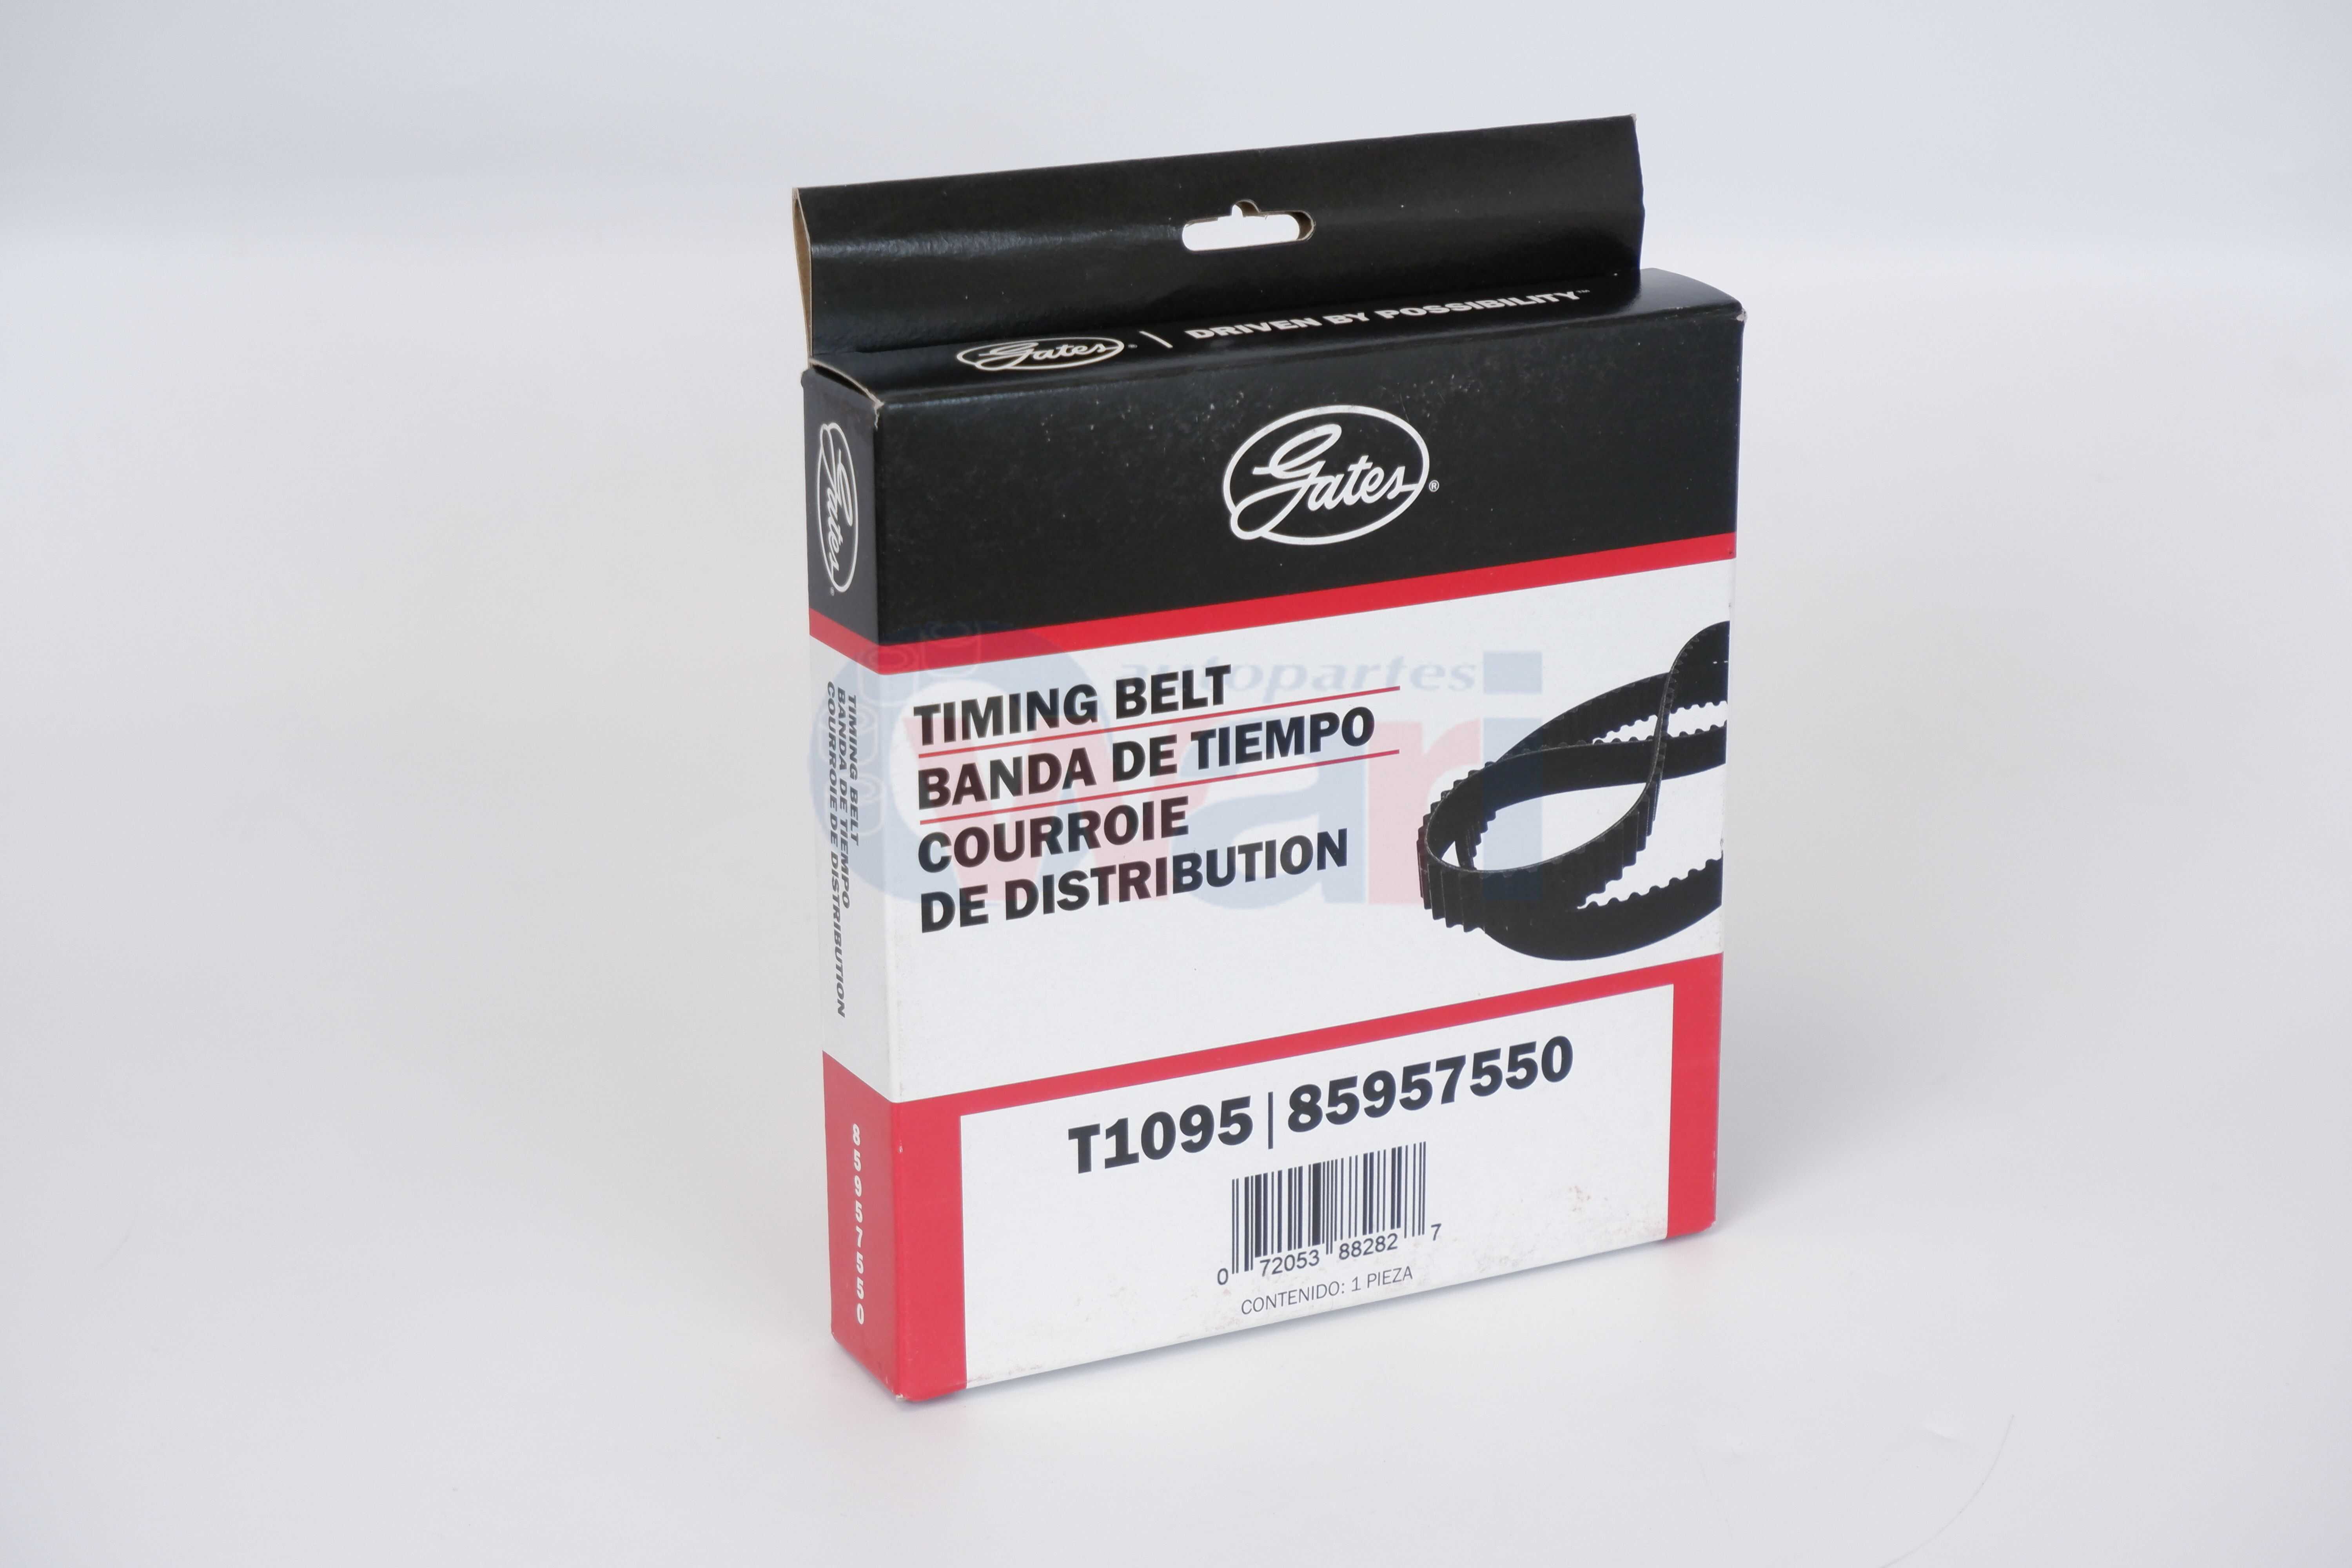 Gates® | DRIVEN BY POSSIBILITY™
Gates®
Gates®
TIMING BELT
BANDA DE TIEMPO
COURROIE
DE DISTRIBUTION
TIMING BELT
BANDA DE TIEMPO
COURROIE DE DISTRIBUTION
autopartes
T1095 | 85957550
0 72053 88282 7
CONTENIDO: 1 PIEZA
85957550